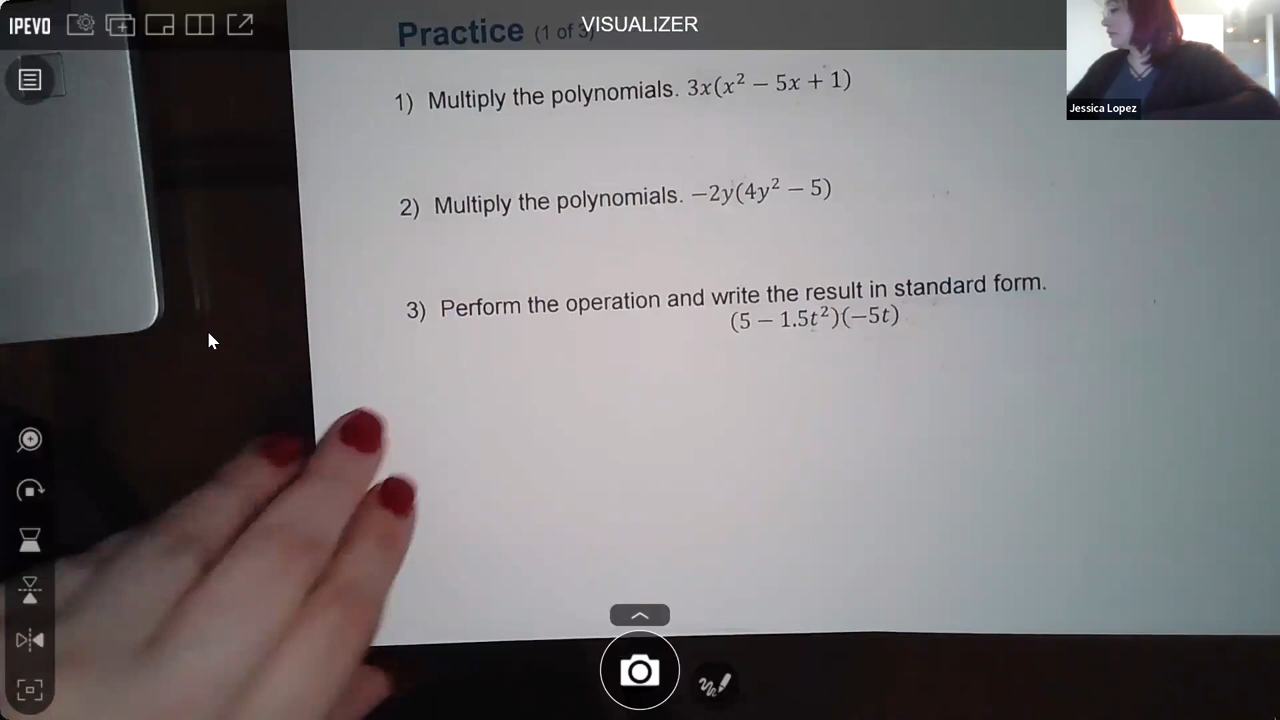 IPEVO
VISUALIZER
Practice (1 of 3)
1) Multiply the polynomials. 3x(x² − 5x + 1)
2) Multiply the polynomials. −2y(4y² − 5)
3) Perform the operation and write the result in standard form.
(5 − 1.5t²)(−5t)
Jessica Lopez